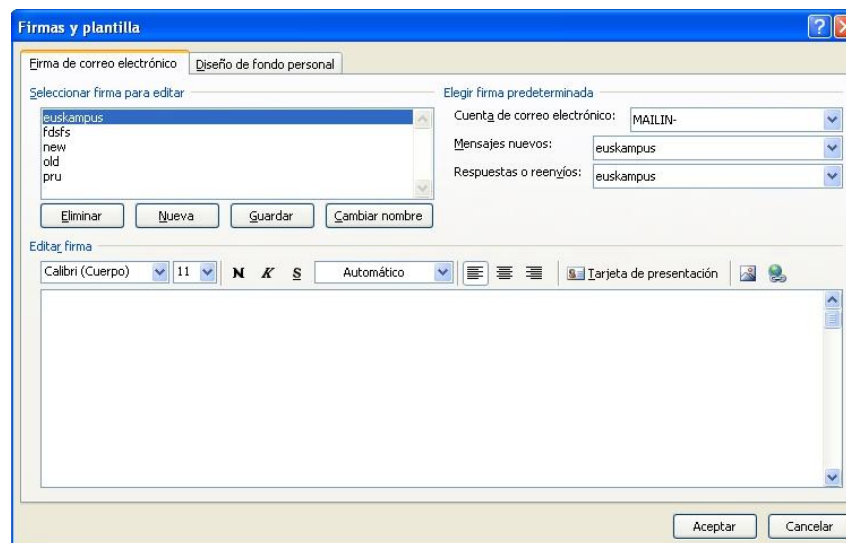 Firmas y plantilla
Firma de correo electrónico Diseño de fondo personal
Seleccionar firma para editar
euskampus
fdsfs
new
old
pru
Eliminar Nueva Guardar Cambiar nombre
Elegir firma predeterminada
Cuenta de correo electrónico: MAILIN-
Mensajes nuevos: euskampus
Respuestas o reenvíos: euskampus
Editar firma
Calibri (Cuerpo) 11 N K S Automático Tarjeta de presentación
Aceptar Cancelar